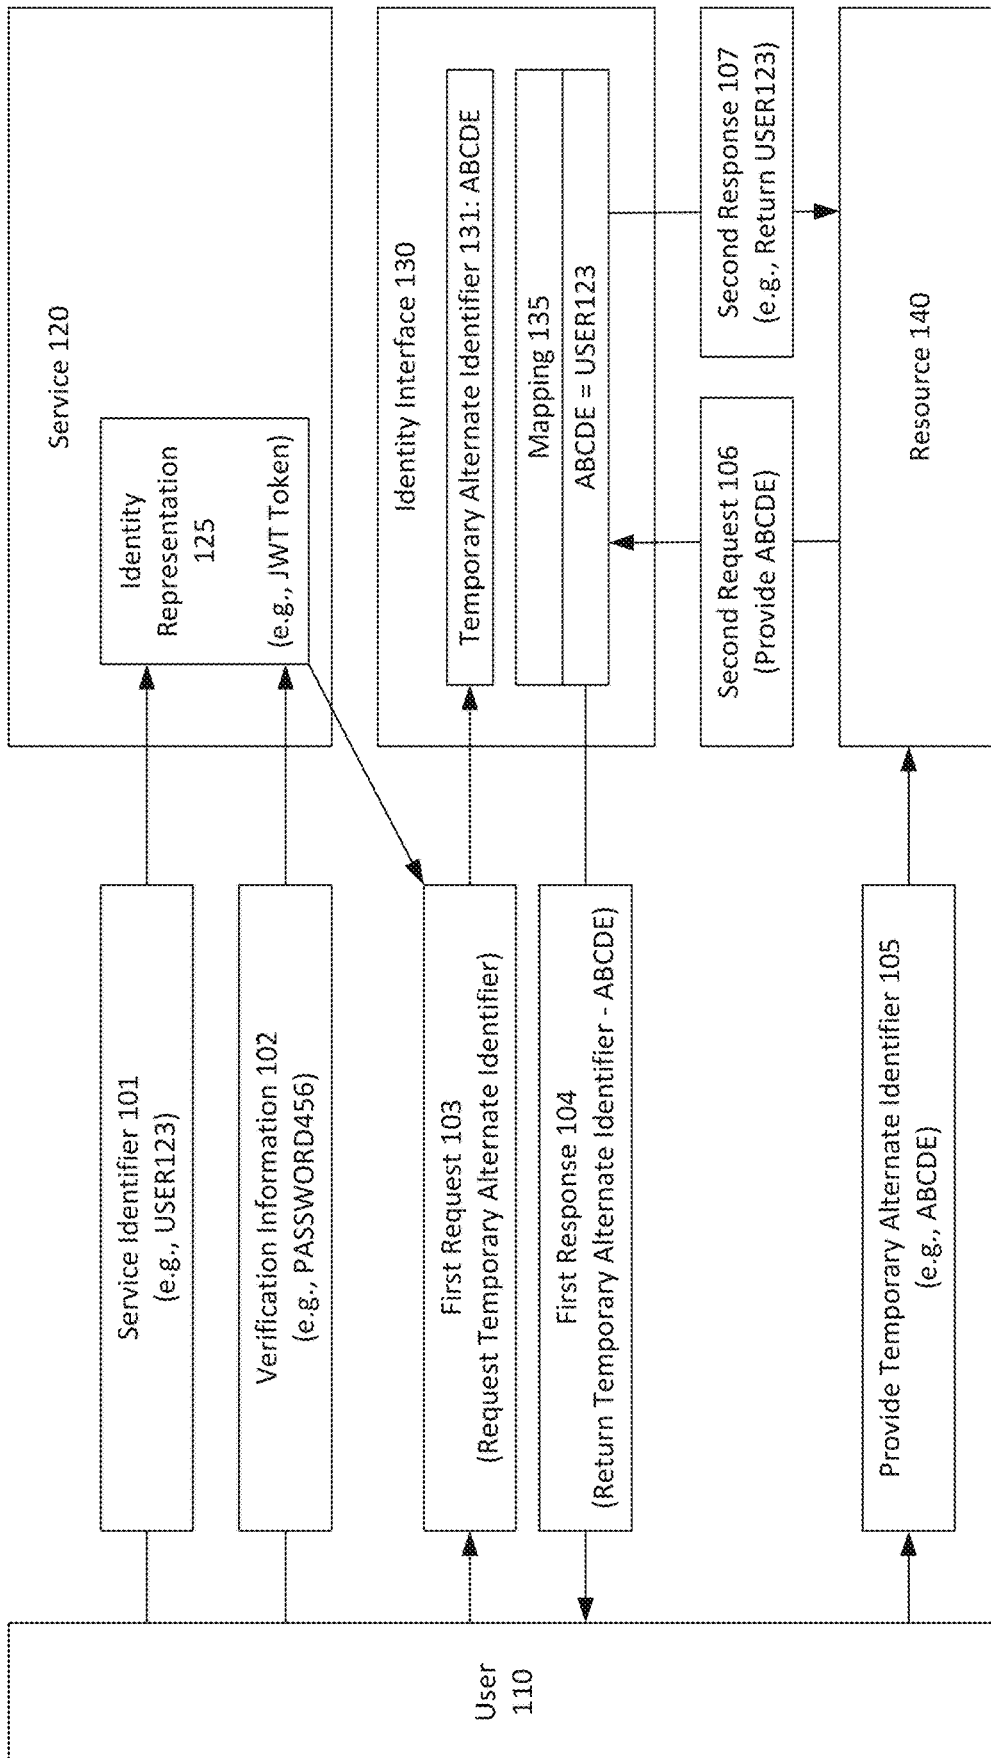 User
110
Service Identifier 101
(e.g., USER123)
Verification Information 102
(e.g., PASSWORD456)
First Request 103
(Request Temporary Alternate Identifier)
First Response 104
(Return Temporary Alternate Identifier - ABCDE)
Provide Temporary Alternate Identifier 105
(e.g., ABCDE)
Service 120
Identity
Representation
125
(e.g., JWT Token)
Identity Interface 130
Temporary Alternate Identifier 131: ABCDE
Mapping 135
ABCDE = USER123
Second Request 106
(Provide ABCDE)
Second Response 107
(e.g., Return USER123)
Resource 140